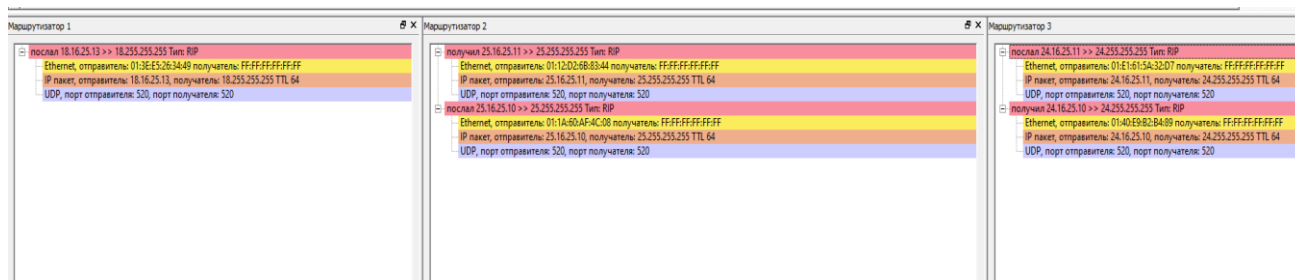 Маршрутизатор 1
послал 18.16.25.13 >> 18.255.255.255 Тип: RIP
Ethernet, отправитель: 01:3E:E5:26:34:49 получатель: FF:FF:FF:FF:FF:FF
IP пакет, отправитель: 18.16.25.13, получатель: 18.255.255.255 TTL 64
UDP, порт отправителя: 520, порт получателя: 520
Маршрутизатор 2
получил 25.16.25.11 >> 25.255.255.255 Тип: RIP
Ethernet, отправитель: 01:12:D2:6B:83:44 получатель: FF:FF:FF:FF:FF:FF
IP пакет, отправитель: 25.16.25.11, получатель: 25.255.255.255 TTL 64
UDP, порт отправителя: 520, порт получателя: 520
послал 25.16.25.10 >> 25.255.255.255 Тип: RIP
Ethernet, отправитель: 01:1A:60:AF:4C:08 получатель: FF:FF:FF:FF:FF:FF
IP пакет, отправитель: 25.16.25.10, получатель: 25.255.255.255 TTL 64
UDP, порт отправителя: 520, порт получателя: 520
Маршрутизатор 3
послал 24.16.25.11 >> 24.255.255.255 Тип: RIP
Ethernet, отправитель: 01:E1:61:5A:32:D7 получатель: FF:FF:FF:FF:FF:FF
IP пакет, отправитель: 24.16.25.11, получатель: 24.255.255.255 TTL 64
UDP, порт отправителя: 520, порт получателя: 520
получил 24.16.25.10 >> 24.255.255.255 Тип: RIP
Ethernet, отправитель: 01:40:E9:B2:B4:89 получатель: FF:FF:FF:FF:FF:FF
IP пакет, отправитель: 24.16.25.10, получатель: 24.255.255.255 TTL 64
UDP, порт отправителя: 520, порт получателя: 520